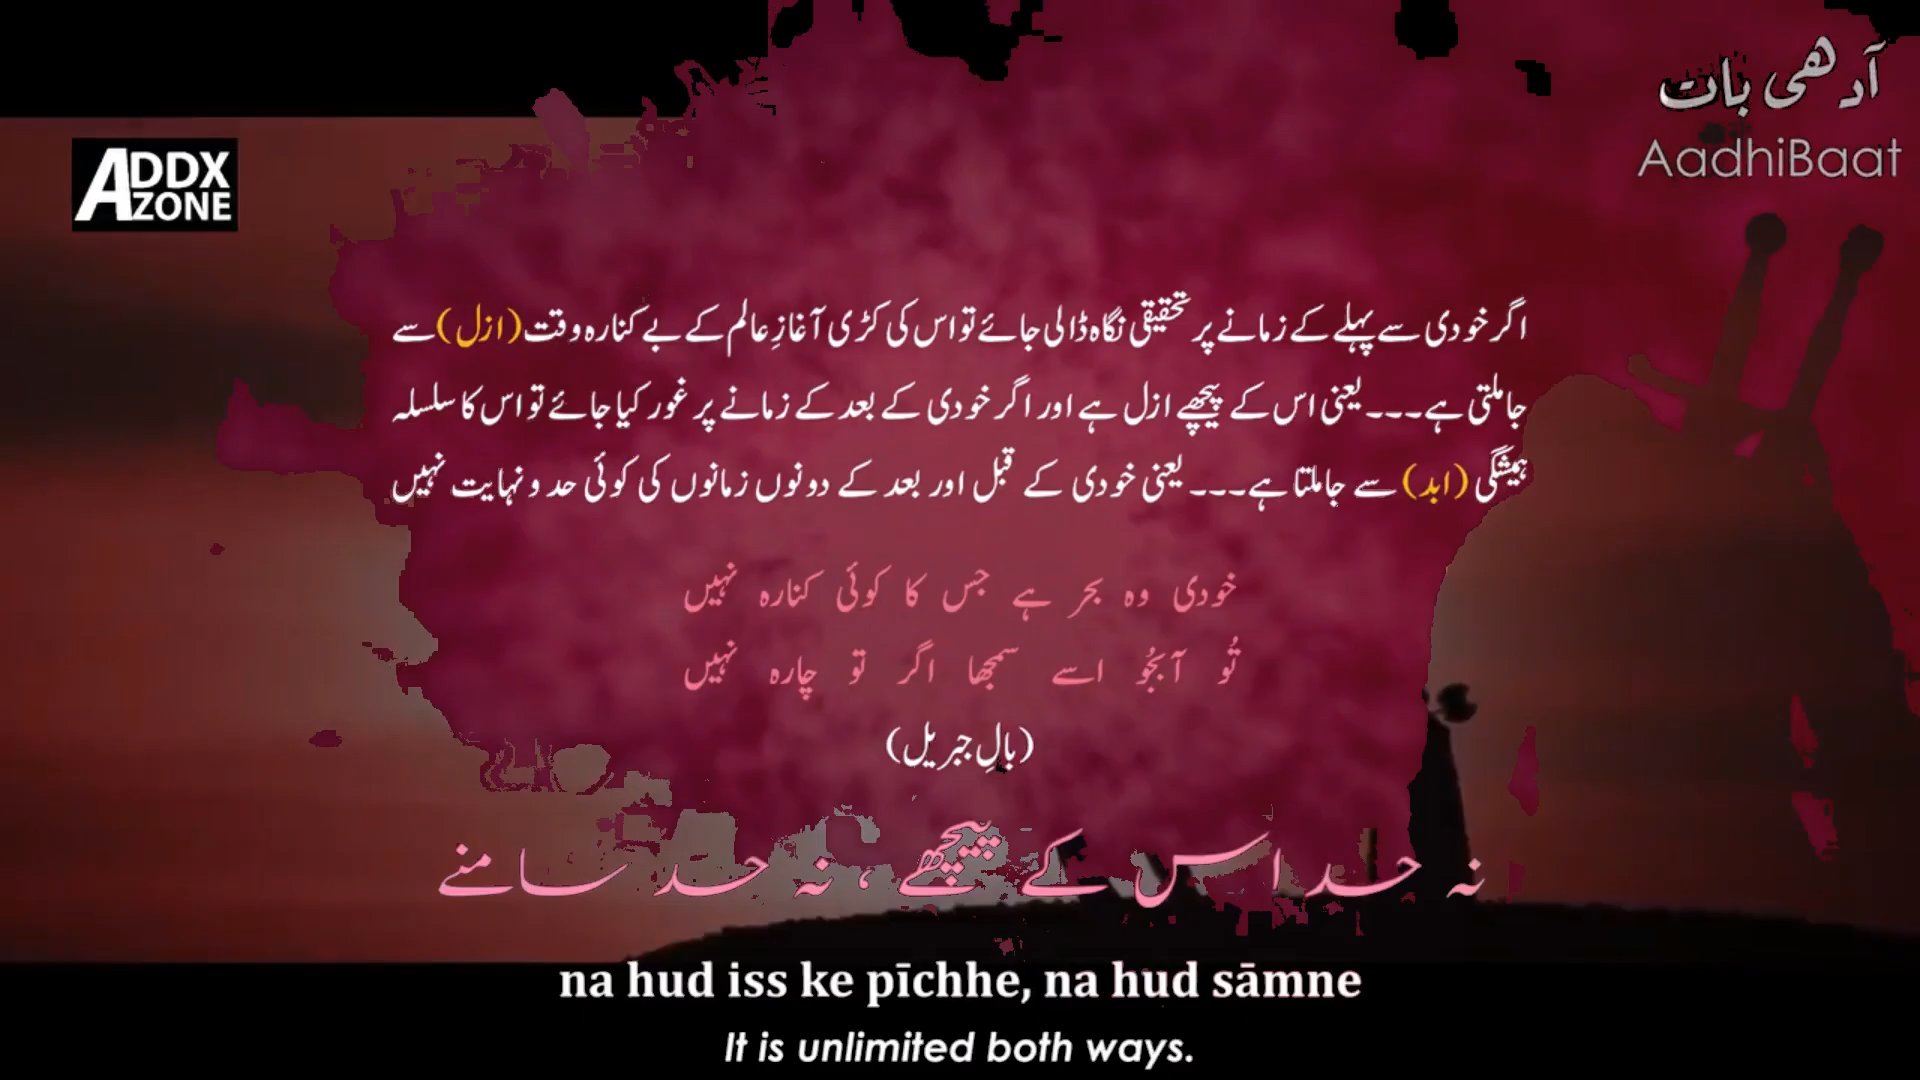 آدھی بات
AadhiBaat
ADDX
ZONE
اگر خودی سے پہلے کے زمانے پر تحقیقی نگاہ ڈالی جائے تو اس کی کڑی آغازِ عالم کے بے کنارہ وقت (ازل) سے
جا ملتی ہے۔۔۔ یعنی اس کے پیچھے ازل ہے اور اگر خودی کے بعد کے زمانے پر غور کیا جائے تو اس کا سلسلہ
ہمیشگی (ابد) سے جا ملتا ہے۔۔۔ یعنی خودی کے قبل اور بعد کے دونوں زمانوں کی کوئی حد و نہایت نہیں
خودی وہ بحر ہے جس کا کوئی کنارہ نہیں
تُو آبجُو اسے سمجھا اگر تو چارہ نہیں
(بالِ جبریل)
نہ حد اس کے پیچھے، نہ حد سامنے
na hud iss ke pīchhe, na hud sāmne
It is unlimited both ways.